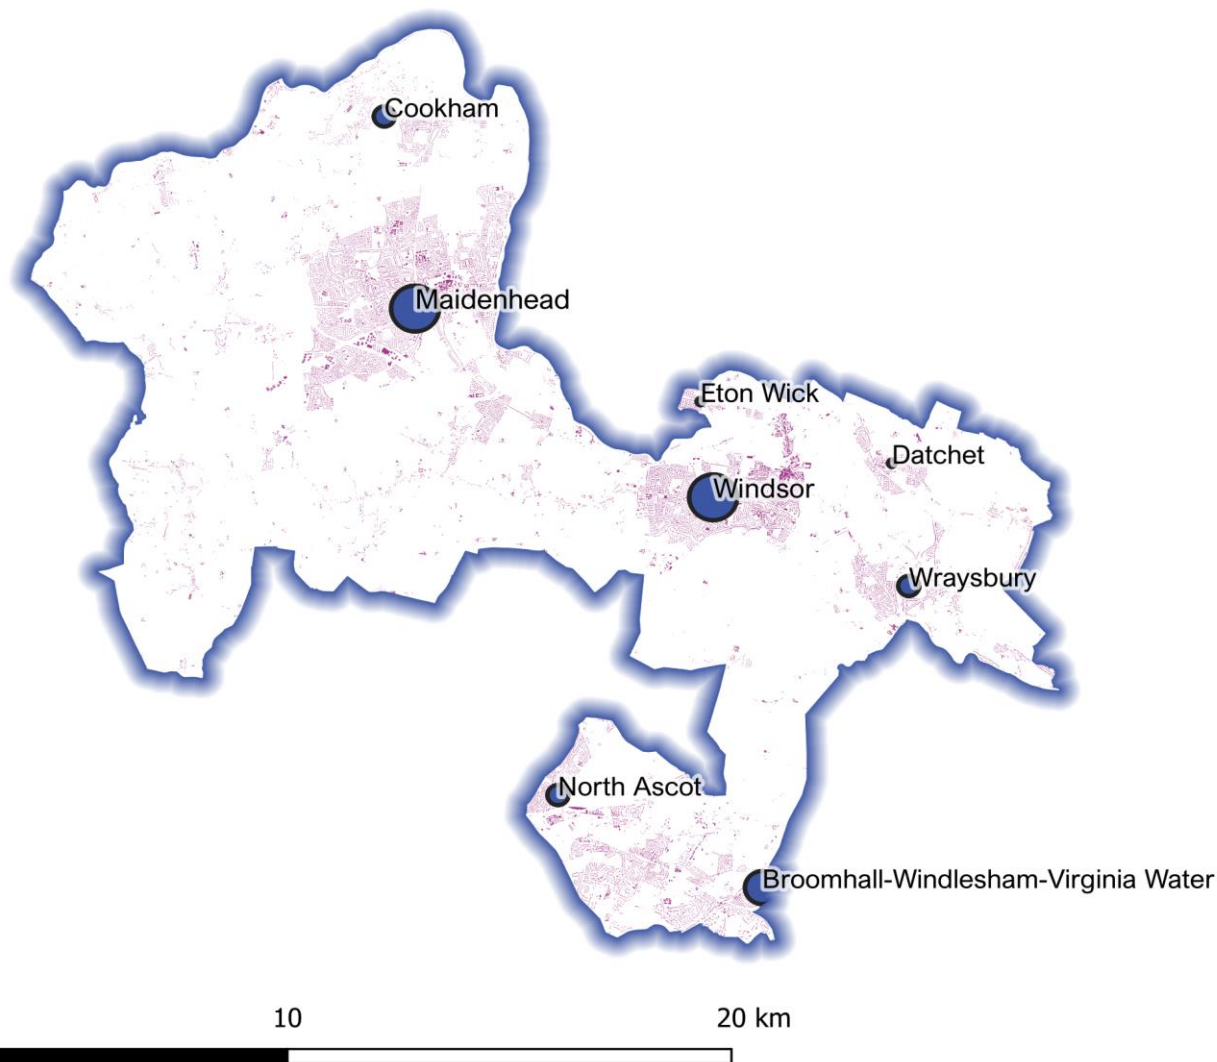 Cookham
Maidenhead
Eton Wick
Datchet
Windsor
Wraysbury
North Ascot
Broomhall-Windlesham-Virginia Water
10 20 km